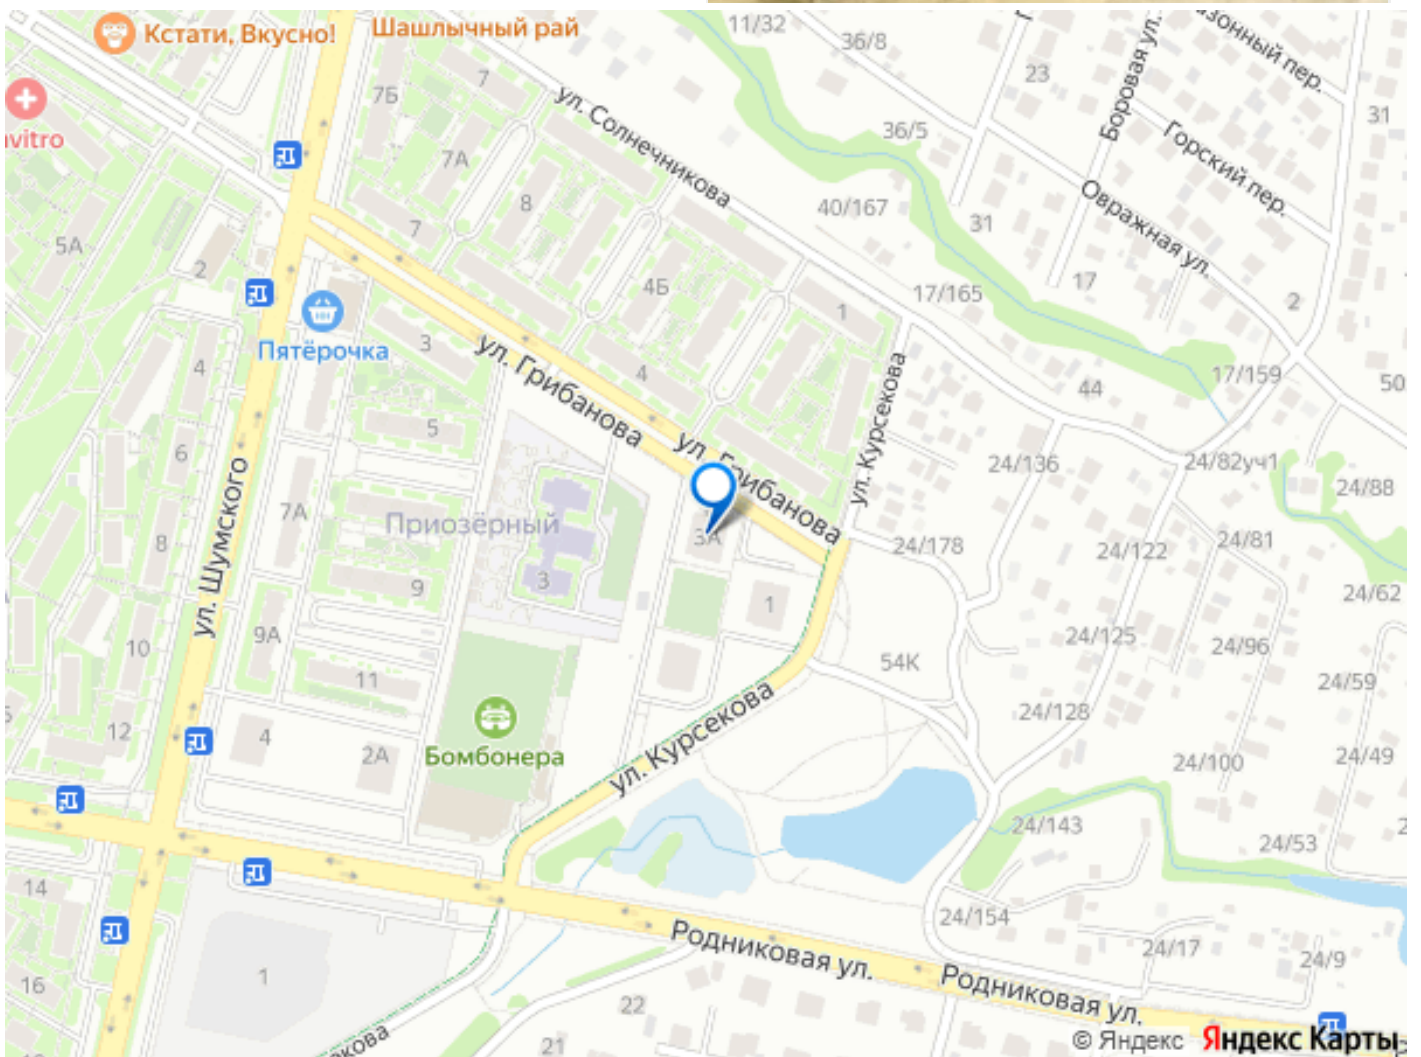 11/32
азонный пер.
Кстати, Вкусно!
Шашлычный рай
36/8
Боровая ул.
23
7
7Б
ул. Солнечникова
31
vitro
36/5
Горский пер.
7А
8
40/167
Овражная ул.
31
7
5А
2
4Б
17/165
17
2
1
Пятёрочка
3
ул. Грибанова
4
4
17/159
50
44
ул. Курсекова
5
ул. Грибанова
6
24/136
24/82уч1
24/88
ул. Шумского
7А
Приозёрный
3А
8
24/178
24/122
24/81
3
9
1
24/62
9А
24/125
10
24/96
54К
11
24/59
12
4
24/128
2А
Бомбонера
ул. Курсекова
24/100
24/49
24/143
24/53
14
24/154
Родниковая ул.
24/17
24/9
1
16
Родниковая ул.
22
21
кова
© Яндекс
Яндекс Карты